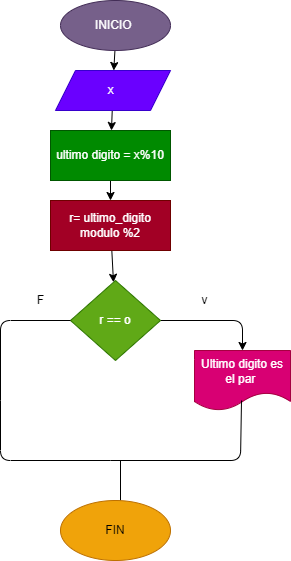 INICIO
x
ultimo digito = x%10
r= ultimo_digito
modulo %2
F
v
r == o
Ultimo digito es
el par
FIN